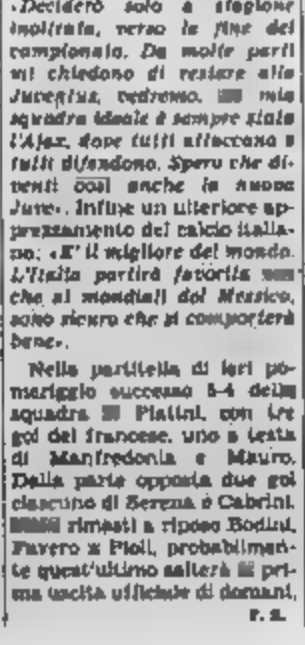 «Deciderò solo a stagione
inoltrata, verso la fine del
campionato. Da molte parti
mi chiedono di restare alla
Juventus, vedremo. mia
squadra ideale è sempre stata
l'Ajax, dove tutti attaccano e
tutti difendono. Spero che di-
venti così anche la nuova
Juve». Infine un ulteriore ap-
prezzamento del calcio italia-
no: «E' il migliore del mondo.
L'Italia partirà favorita
che ai mondiali del Messico,
sono sicuro che si comporterà
bene».
Nella partitella di ieri po-
meriggio successo 5-4 della
squadra Platini, con tre
gol del francese, uno a testa
di Manfredonia e Mauro.
Dalla parte opposta due gol
ciascuno di Serena e Cabrini.
rimasti a riposo Bodini,
Favero e Pioli, probabilmen-
te quest'ultimo salterà pri-
ma uscita ufficiale di domani.